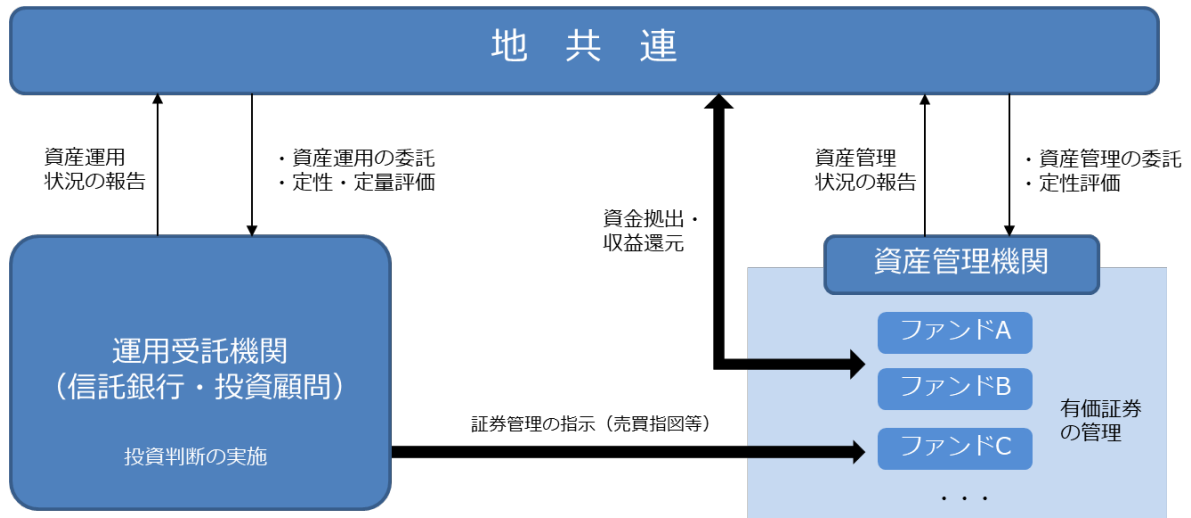 地　共　連
資産運用
状況の報告
・資産運用の委託
・定性・定量評価
資金拠出・
収益還元
資産管理
状況の報告
・資産管理の委託
・定性評価
運用受託機関
（信託銀行・投資顧問）
投資判断の実施
証券管理の指示（売買指図等）
資産管理機関
ファンドA
ファンドB
ファンドC
・・・
有価証券
の管理